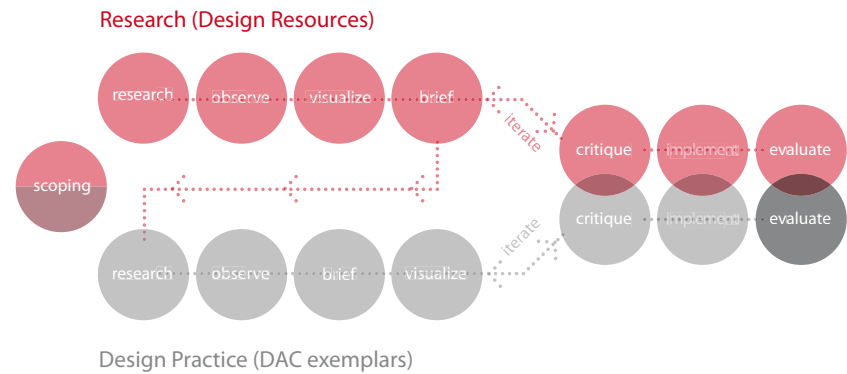 Research (Design Resources)
research observe visualize brief
iterate
critique implement evaluate
scoping
critique implement evaluate
iterate
research observe brief visualize
Design Practice (DAC exemplars)